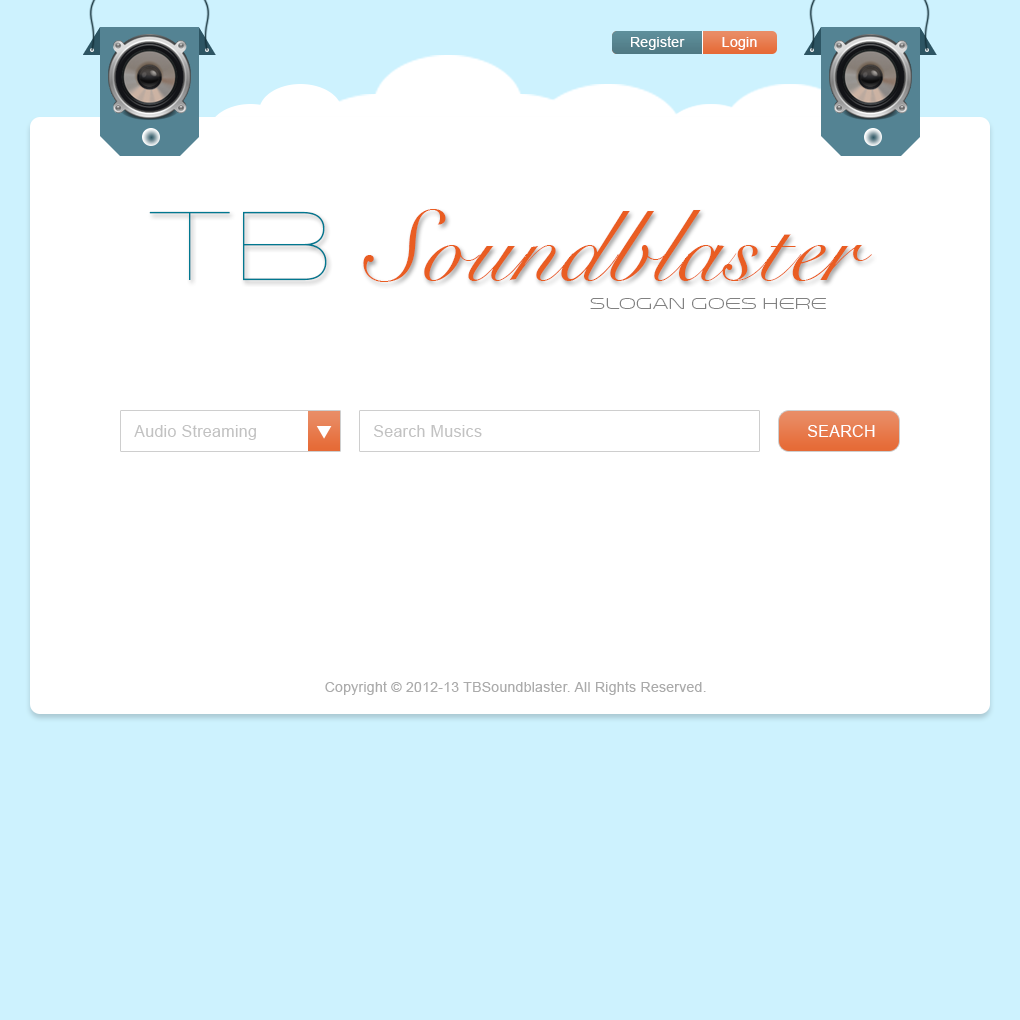 Register Login
TB Soundblaster
SLOGAN GOES HERE
Audio Streaming Search Musics SEARCH
Copyright © 2012-13 TBSoundblaster. All Rights Reserved.